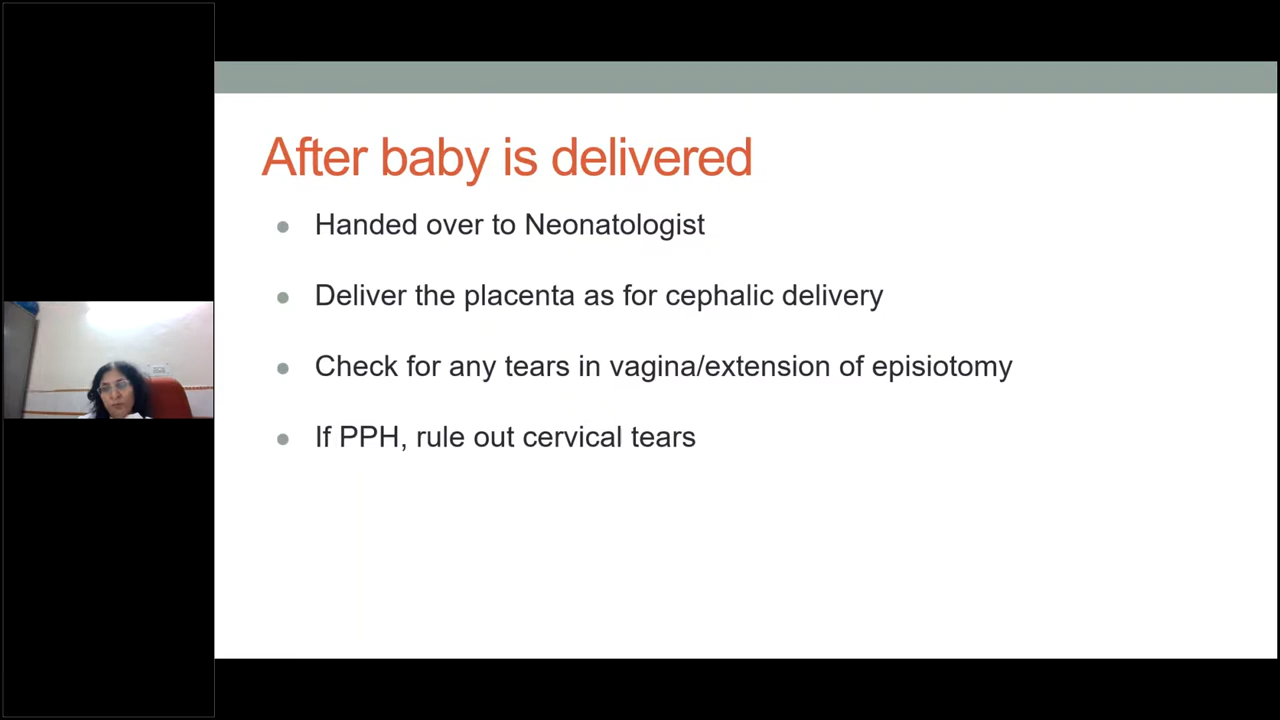 After baby is delivered
Handed over to Neonatologist
Deliver the placenta as for cephalic delivery
Check for any tears in vagina/extension of episiotomy
If PPH, rule out cervical tears